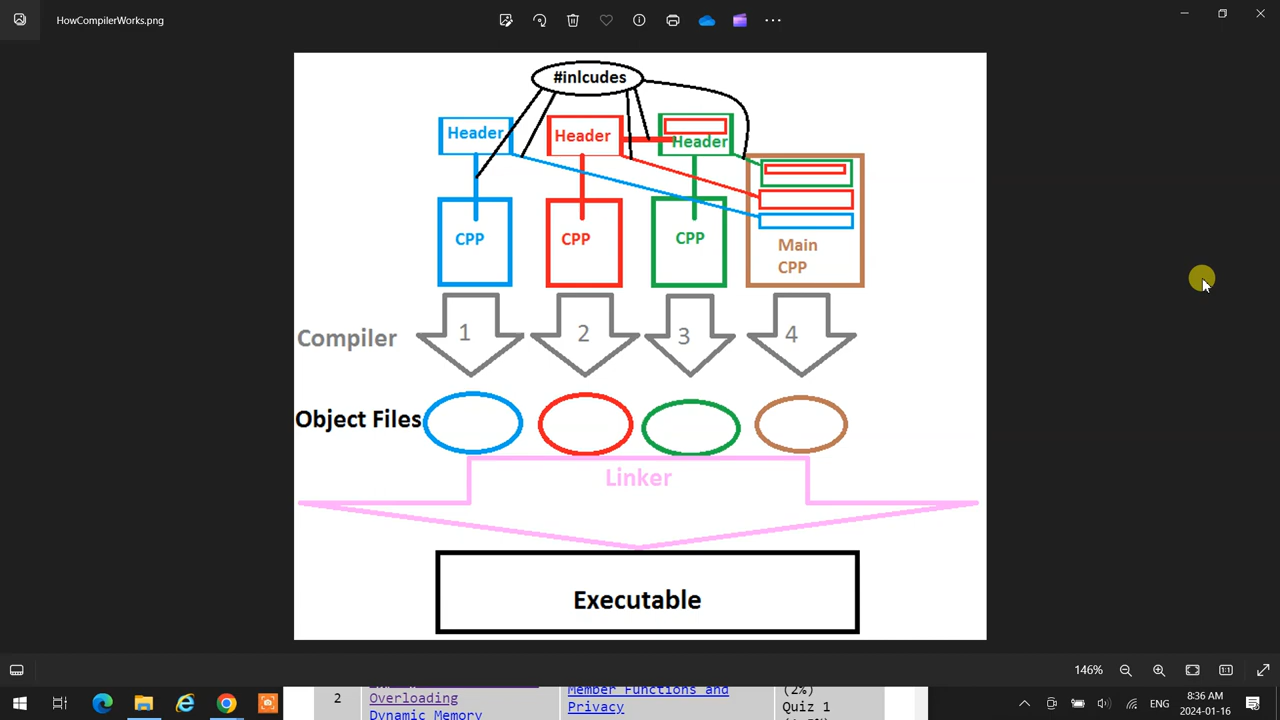 HowCompilerWorks.png
#inlcudes
Header
Header
Header
CPP
CPP
CPP
Main
CPP
Compiler
1
2
3
4
Object Files
Linker
Executable
146%
2
Overloading
Dynamic Memory
Member Functions and
Privacy
(2%)
Quiz 1
ENG
8:36 AM
2024-01-16